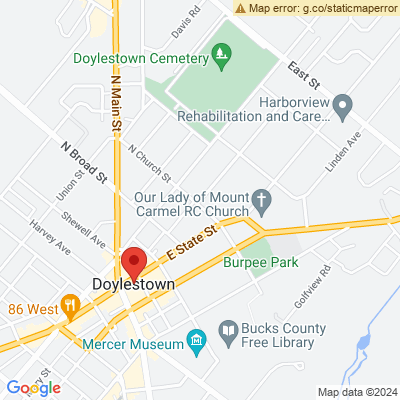 Map error: g.co/staticmaperror
Davis Rd
Doylestown Cemetery
East St
N Main St
Harborview
Rehabilitation and Care...
Linden Ave
N Broad St
N Church St
Union St
Our Lady of Mount
Carmel RC Church
Shewell Ave
Harvey Ave
E State St
Burpee Park
Golfview Rd
Doylestown
86 West
Bucks County
Free Library
Mercer Museum
Google
Map data ©2024